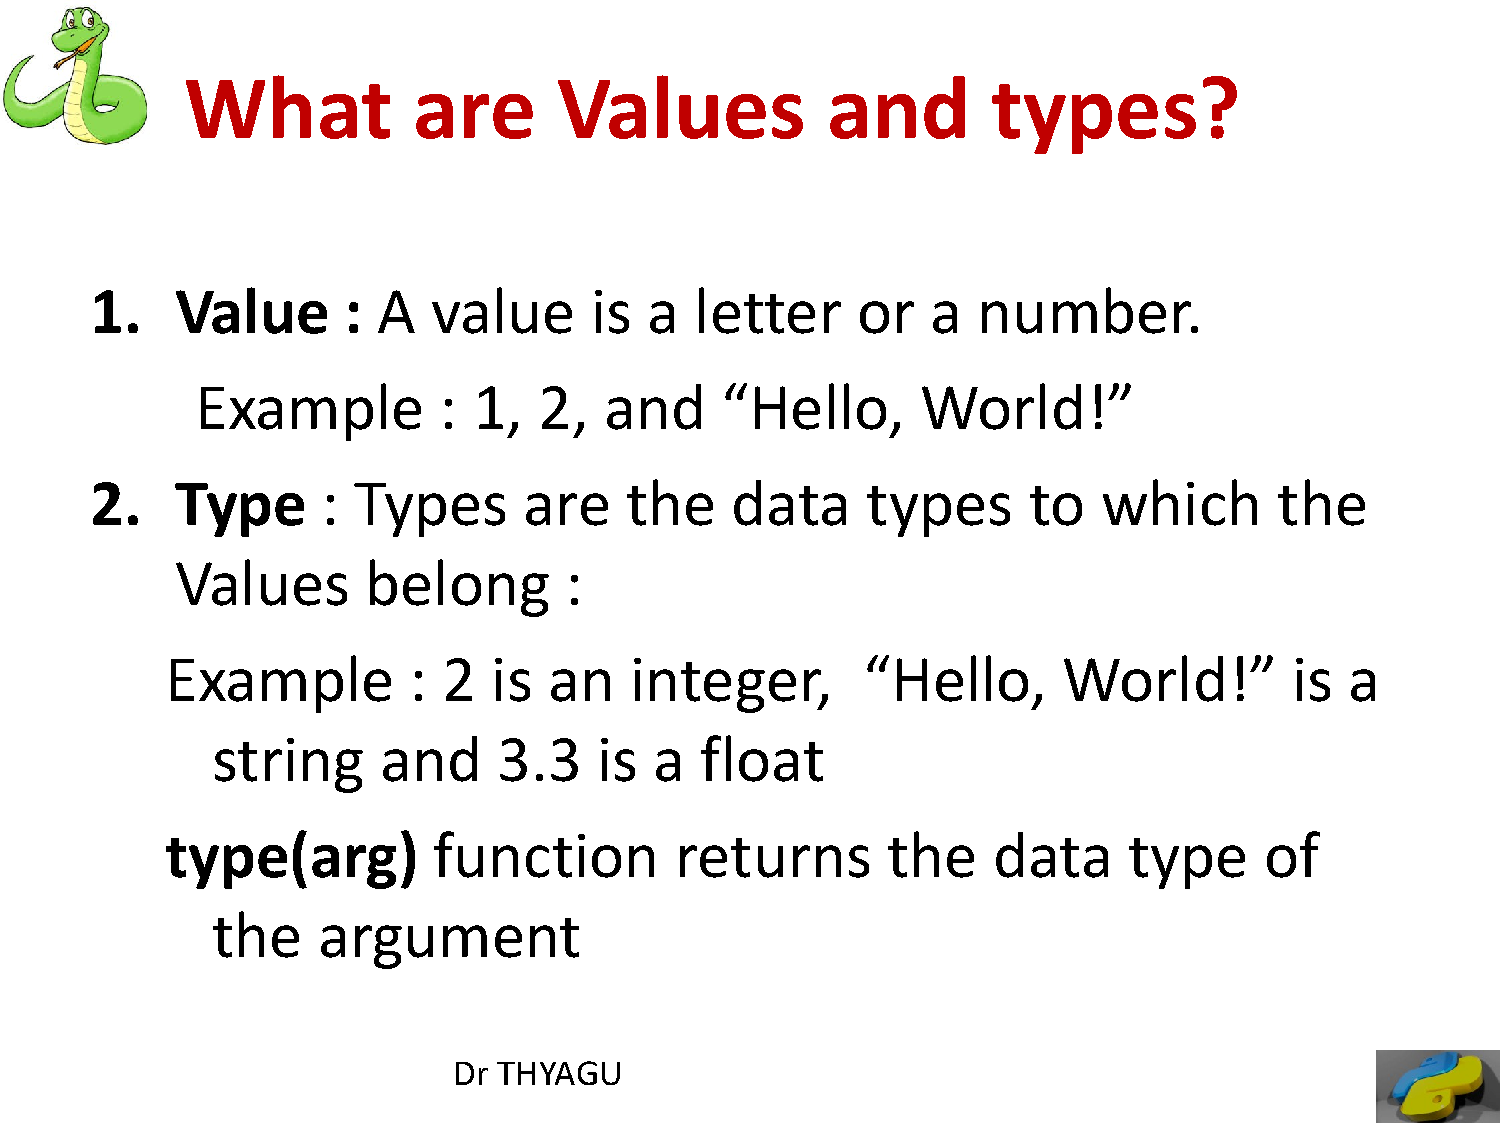 What are Values and types?
1. Value : A value is a letter or a number.
Example : 1, 2, and “Hello, World!”
2. Type : Types are the data types to which the
Values belong :
Example : 2 is an integer, “Hello, World!” is a
string and 3.3 is a float
type(arg) function returns the data type of
the argument
Dr THYAGU